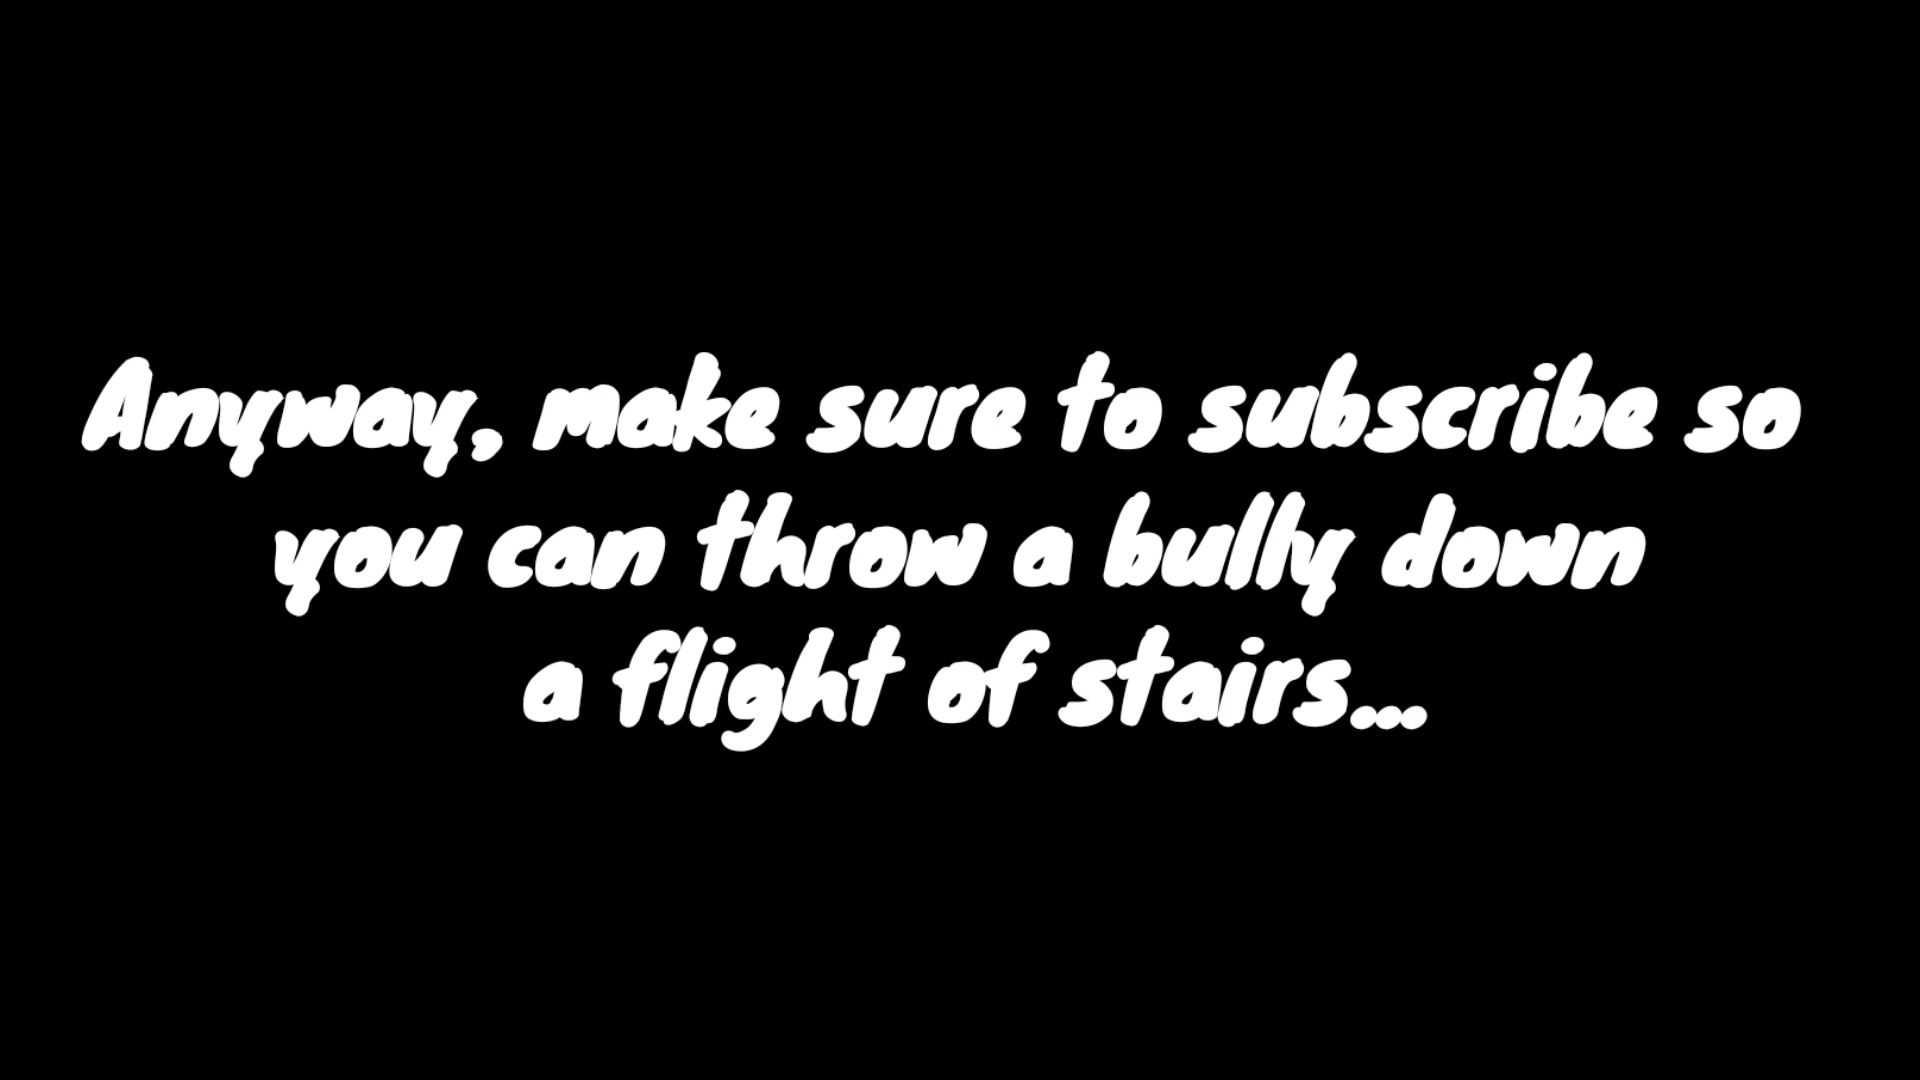 Anyway, make sure to subscribe so
you can throw a bully down
a flight of stairs...